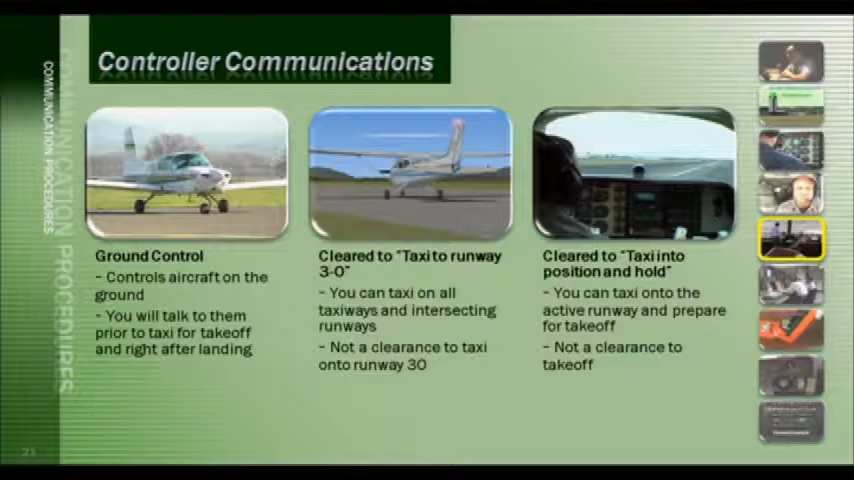 Controller Communications
COMMUNICATION PROCEDURES
COMMUNICATION PROCEDURES
Ground Control
– Controls aircraft on the
ground
– You will talk to them
prior to taxi for takeoff
and right after landing
Cleared to “Taxi to runway
3-0”
– You can taxi on all
taxiways and intersecting
runways
– Not a clearance to taxi
onto runway 30
Cleared to “Taxi into
position and hold”
– You can taxi onto the
active runway and prepare
for takeoff
– Not a clearance to
takeoff